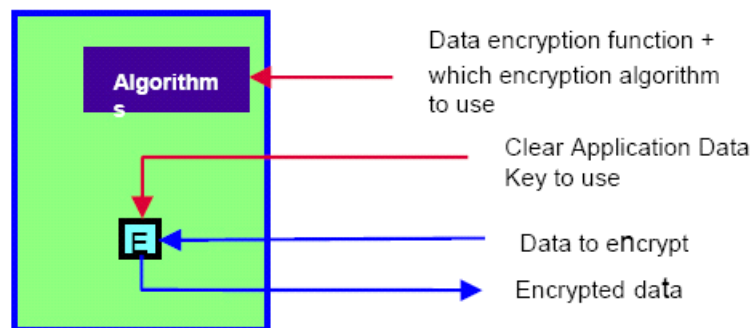 Data encryption function +
which encryption algorithm
to use
Algorithm
s
Clear Application Data
Key to use
E
Data to encrypt
Encrypted data